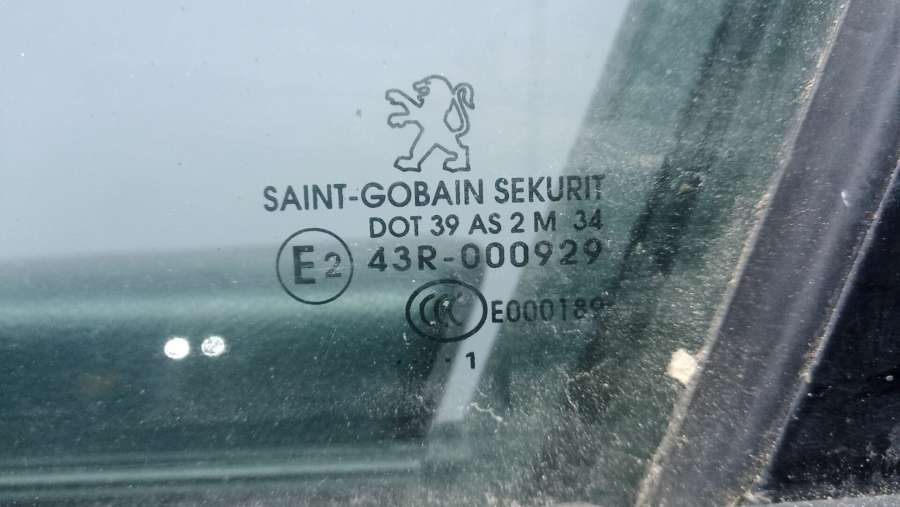 SAINT-GOBAIN SEKURIT
DOT 39 AS 2 M 34
E2 43R-000929
CCC E000189
.. · 1